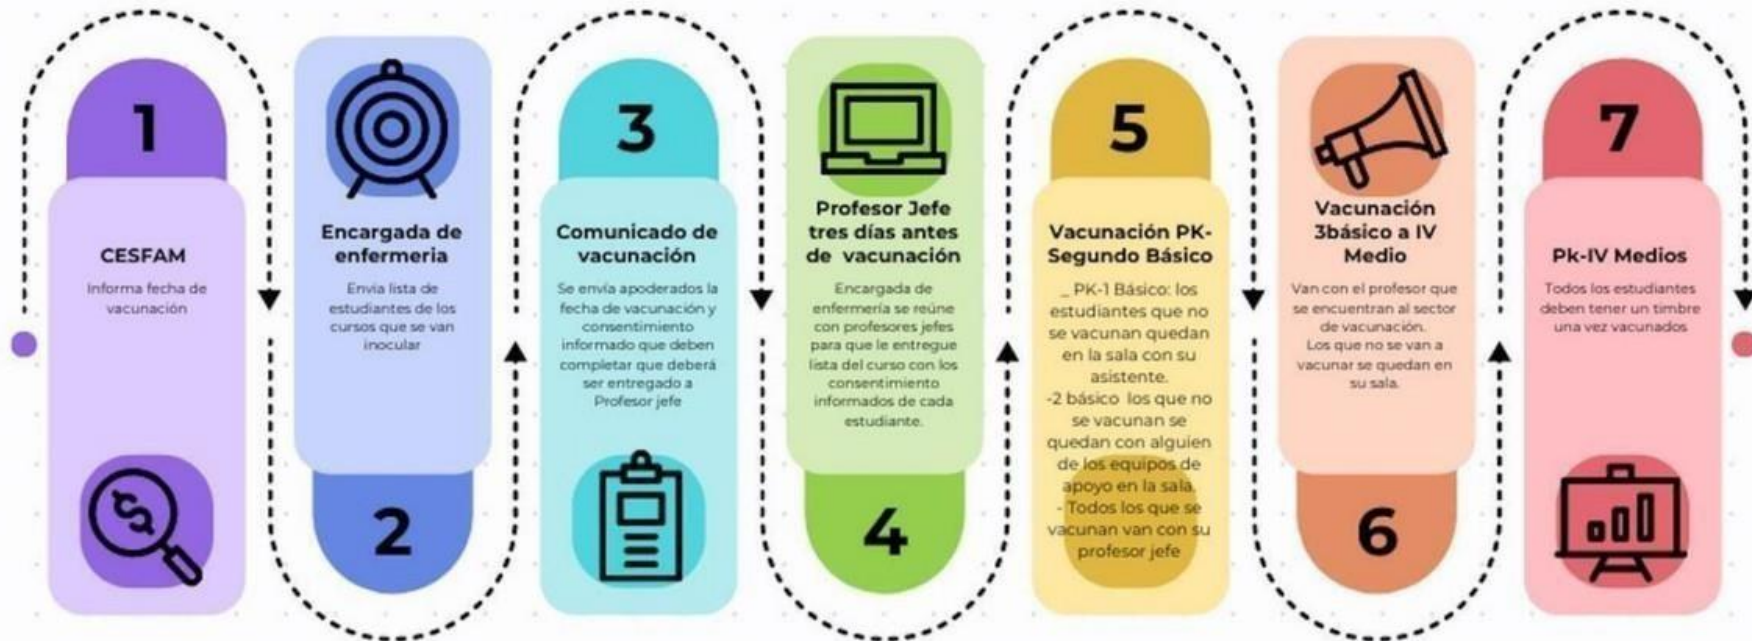 1
CESFAM
Informa fecha de
vacunación
Encargada de
enfermeria
Envia lista de
estudiantes de los
cursos que se van
inocular
2
3
Comunicado de
vacunación
Se envía apoderados la
fecha de vacunación y
consentimiento
informado que deben
completar que deberá
ser entregado a
Profesor jefe
Profesor Jefe
tres días antes
de vacunación
Encargada de
enfermería se reúne
con profesores jefes
para que le entregue
lista del curso con los
consentimiento
informados de cada
estudiante.
4
5
Vacunación PK-
Segundo Básico
_ PK-1 Básico: los
estudiantes que no
se vacunan quedan
en la sala con su
asistente.
-2 básico los que no
se vacunan se
quedan con alguien
de los equipos de
apoyo en la sala.
- Todos los que se
vacunan van con su
profesor jefe
Vacunación
3básico a IV
Medio
Van con el profesor que
se encuentran al sector
de vacunación.
Los que no se van a
vacunar se quedan en
su sala.
6
7
Pk-IV Medios
Todos los estudiantes
deben tener un timbre
una vez vacunados